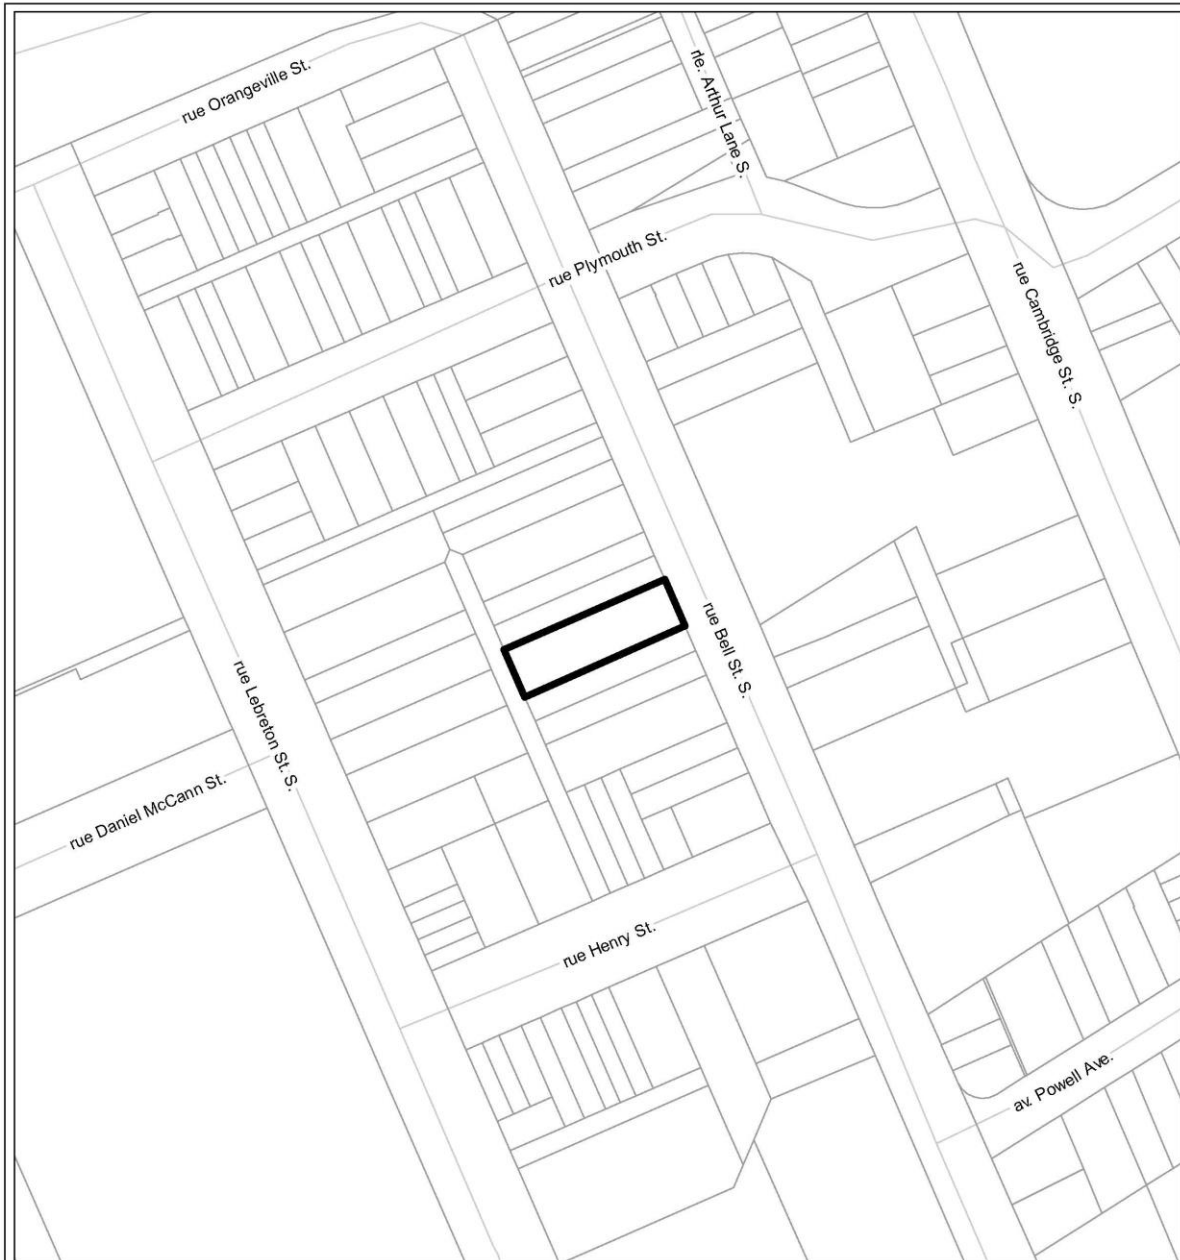 rue Orangeville St.
rle. Arthur Lane S.
rue Plymouth St.
rue Cambridge St. S.
rue Bell St. S.
rue Lebreton St. S.
rue Daniel McCann St.
rue Henry St.
av. Powell Ave.